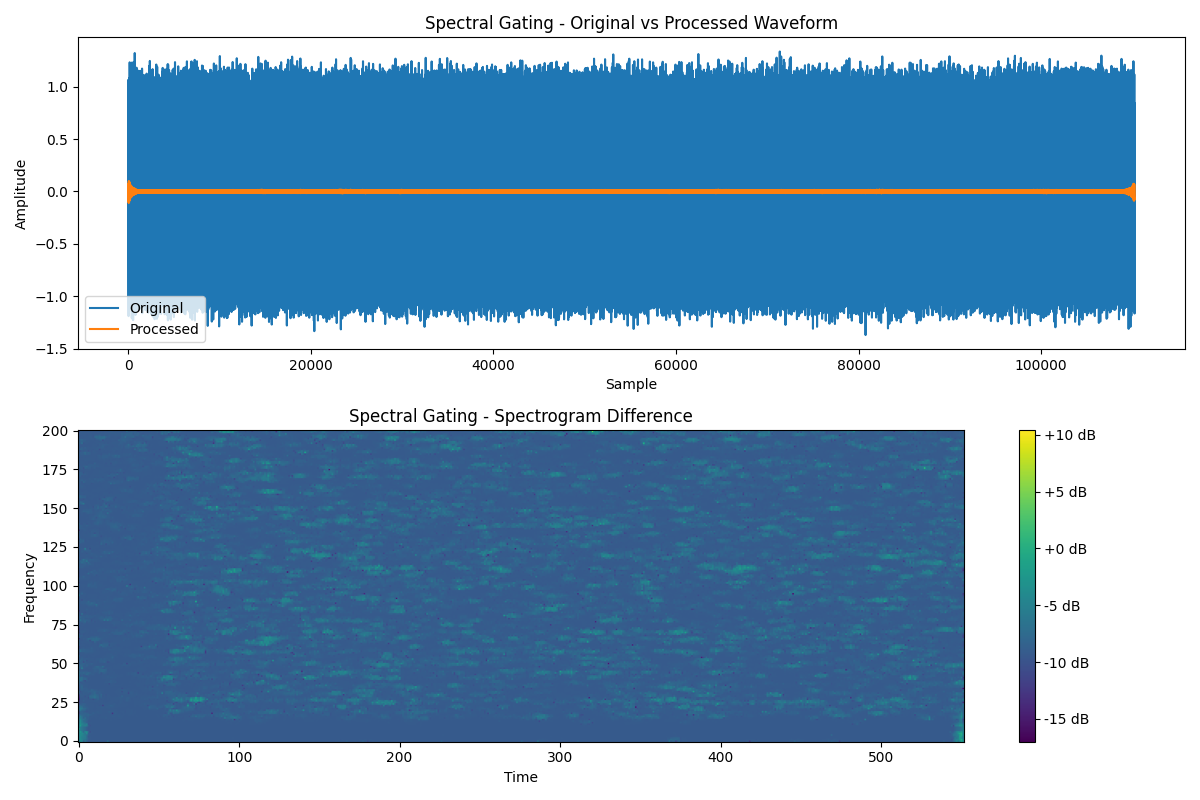 Spectral Gating - Original vs Processed Waveform
1.0
0.5
0.0
−0.5
−1.0
−1.5
Amplitude
Original
Processed
0
20000
40000
60000
80000
100000
Sample
Spectral Gating - Spectrogram Difference
200
175
150
125
100
75
50
25
0
Frequency
0
100
200
300
400
500
Time
+10 dB
+5 dB
+0 dB
-5 dB
-10 dB
-15 dB